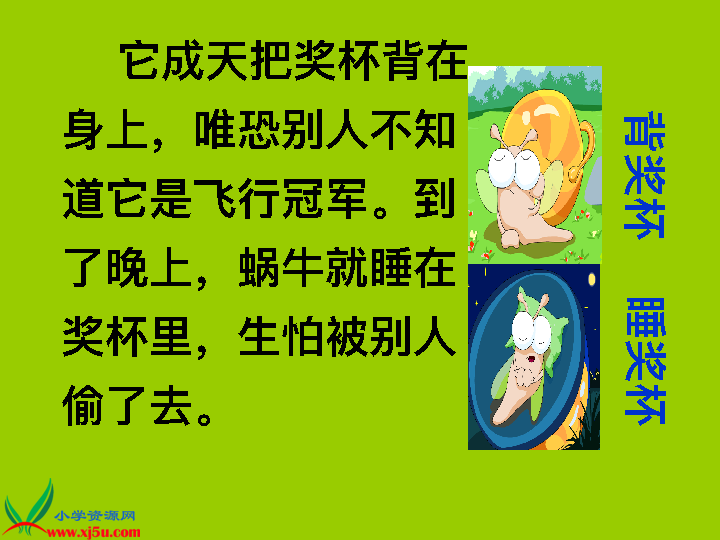 它成天把奖杯背在
身上，唯恐别人不知
道它是飞行冠军。到
了晚上，蜗牛就睡在
奖杯里，生怕被别人
偷了去。
背奖杯
睡奖杯
小学资源网
www.xj5u.com